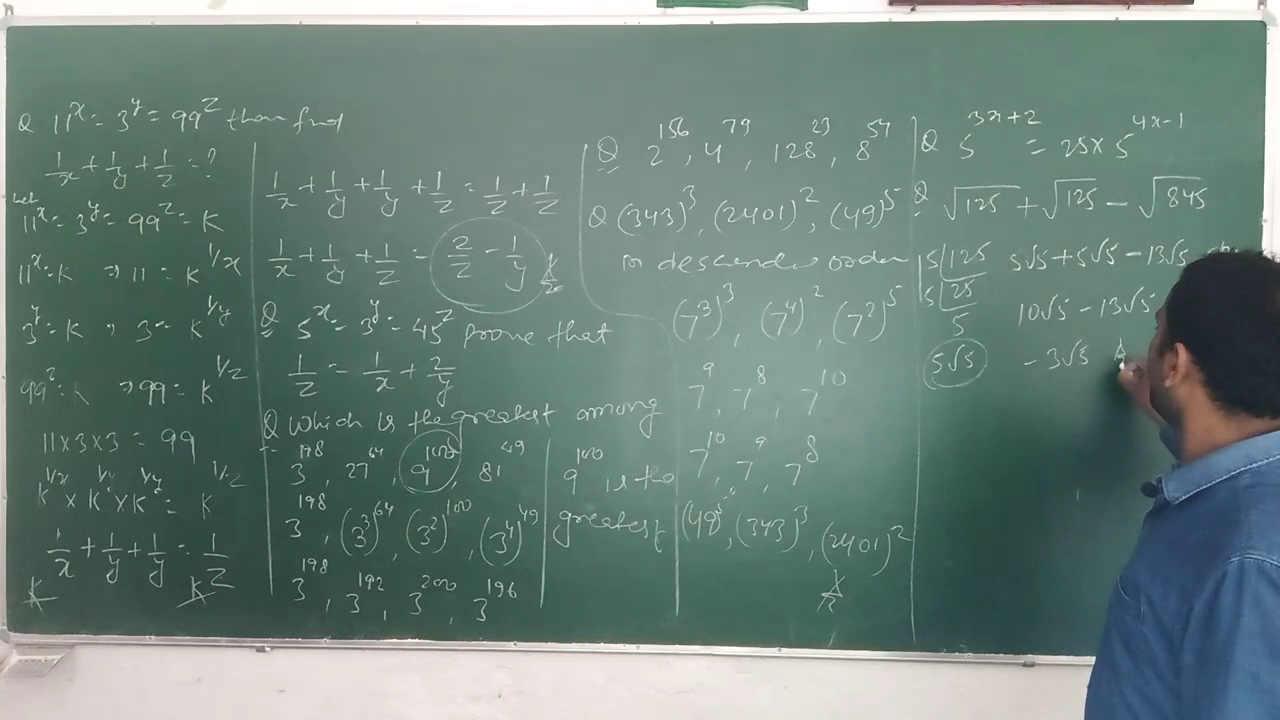 Q 11^x = 3^y = 99^z than find
1/x + 1/y + 1/z = ?
Let
11^x = 3^y = 99^z = K
11^x = K ⇒ 11 = K^1/x
3^y = K ⇒ 3 = K^1/y
99^z = K ⇒ 99 = K^1/z
11 x 3 x 3 = 99
K^1/x x K^1/y x K^1/y = K^1/z
K^1/x + 1/y + 1/y = K^1/z
1/x + 1/y + 1/y + 1/z = 1/z + 1/z
1/x + 1/y + 1/z = 2/z - 1/y
Q 5^x = 3^y = 45^z prove that
1/z = 1/x + 2/y
Q Which is the greatest among
3^198, 27^64, 9^100, 81^49
3^198, (3^3)^64, (3^2)^100, (3^4)^49
3^198, 3^192, 3^200, 3^196
9^100 is the
greatest
Q 2^156, 4^79, 128^23, 8^54
Q (343)^3, (2401)^2, (49)^5
in descending order
(7^3)^3, (7^4)^2, (7^2)^5
7^9, 7^8, 7^10
7^10, 7^9, 7^8
(49)^5, (343)^3, (2401)^2
Q 5^3x+2 = 25 x 5^4x-1
Q √125 + √125 - √845
5|125
5|25
5
5√5
5√5 + 5√5 - 13√5
10√5 - 13√5
- 3√5